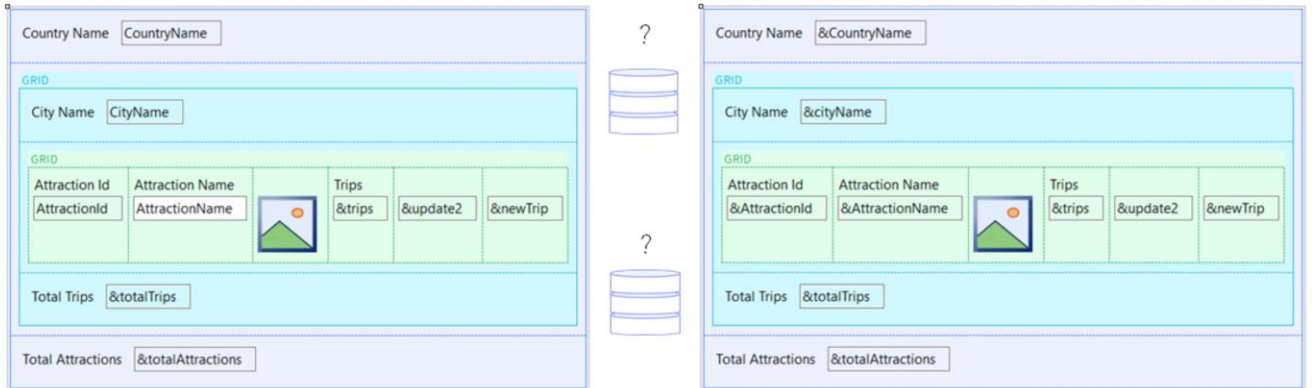 Country Name CountryName
GRID
City Name CityName
GRID
Attraction Id Attraction Name Trips
AttractionId AttractionName &trips &update2 &newTrip
Total Trips &totalTrips
Total Attractions &totalAttractions
?
?
Country Name &CountryName
GRID
City Name &cityName
GRID
Attraction Id Attraction Name Trips
&AttractionId &AttractionName &trips &update2 &newTrip
Total Trips &totalTrips
Total Attractions &totalAttractions